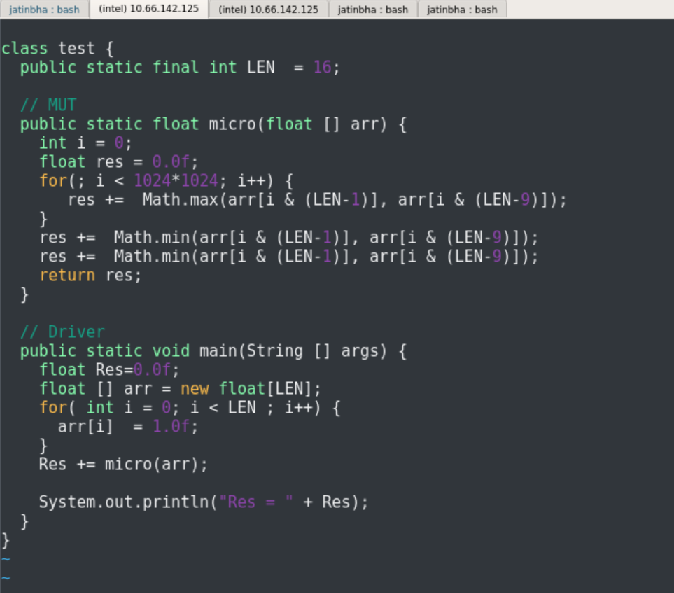 jatinbha : bash (intel) 10.66.142.125 (intel) 10.66.142.125 jatinbha : bash jatinbha : bash
class test {
  public static final int LEN  = 16;

  // MUT
  public static float micro(float [] arr) {
    int i = 0;
    float res = 0.0f;
    for(; i < 1024*1024; i++) {
       res +=  Math.max(arr[i & (LEN-1)], arr[i & (LEN-9)]);
    }
    res +=  Math.min(arr[i & (LEN-1)], arr[i & (LEN-9)]);
    res +=  Math.min(arr[i & (LEN-1)], arr[i & (LEN-9)]);
    return res;
  }

  // Driver
  public static void main(String [] args) {
    float Res=0.0f;
    float [] arr = new float[LEN];
    for( int i = 0; i < LEN ; i++) {
      arr[i]  = 1.0f;
    }
    Res += micro(arr);

    System.out.println("Res = " + Res);
  }
}
~
~